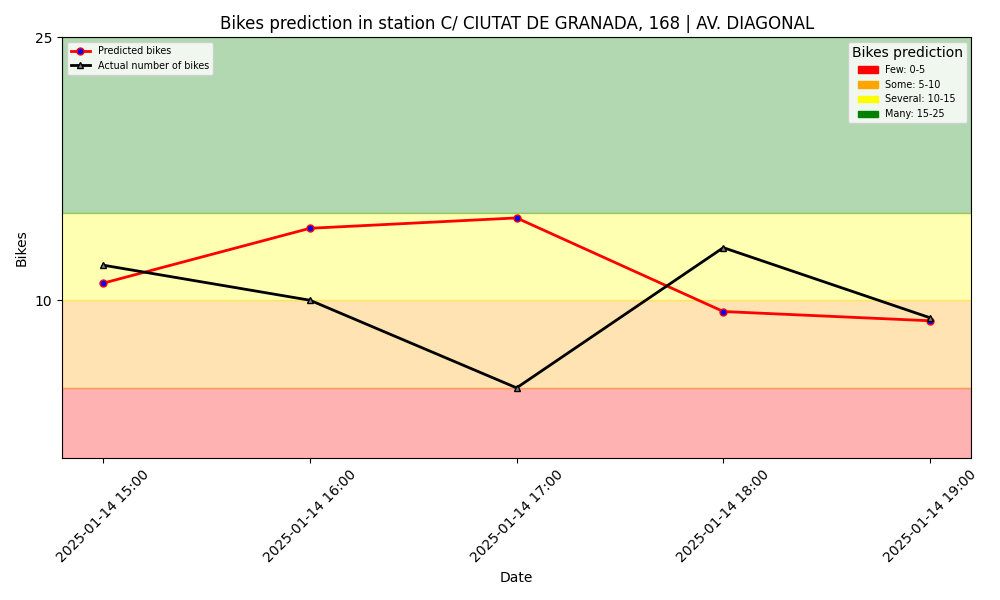 Bikes prediction in station C/ CIUTAT DE GRANADA, 168 | AV. DIAGONAL
25
Predicted bikes
Actual number of bikes
Bikes prediction
Few: 0-5
Some: 5-10
Several: 10-15
Many: 15-25
Bikes
10
2025-01-14 15:00
2025-01-14 16:00
2025-01-14 17:00
2025-01-14 18:00
2025-01-14 19:00
Date